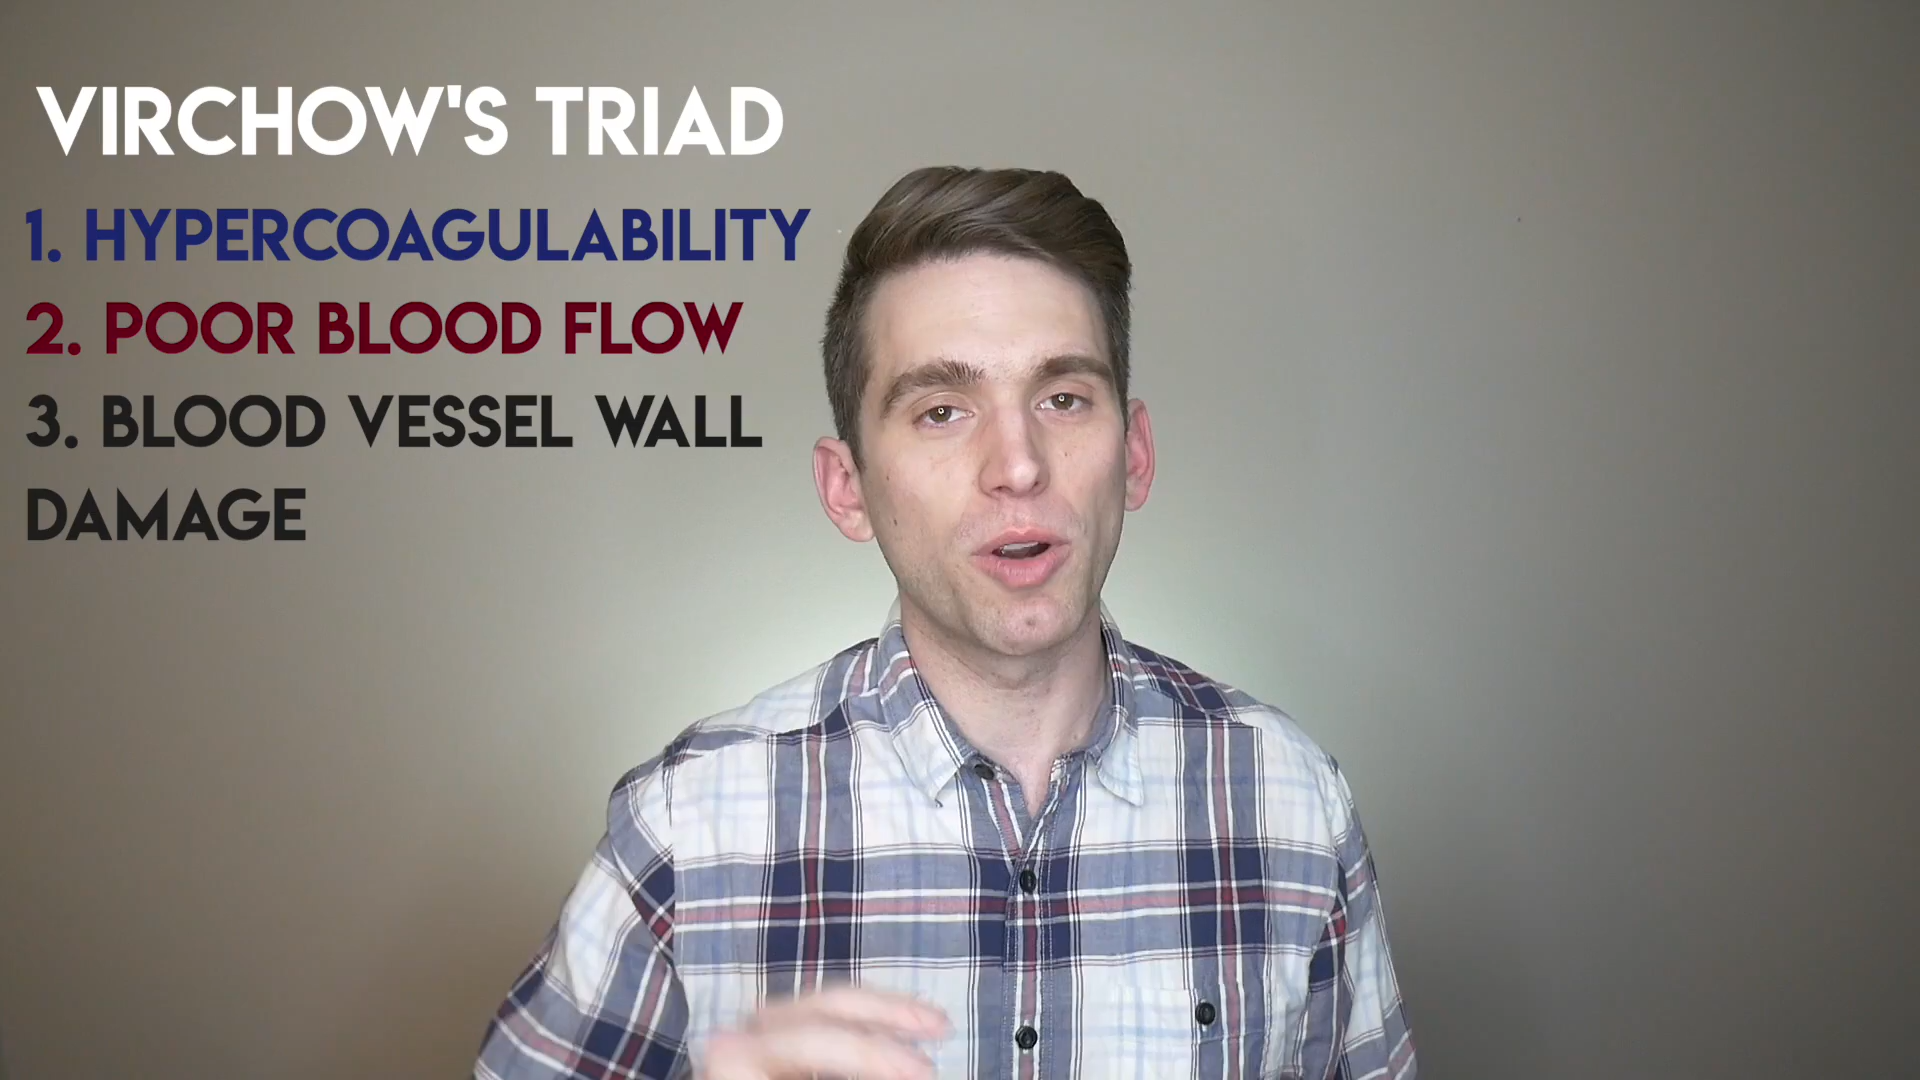 VIRCHOW'S TRIAD
1. HYPERCOAGULABILITY
2. POOR BLOOD FLOW
3. BLOOD VESSEL WALL
DAMAGE